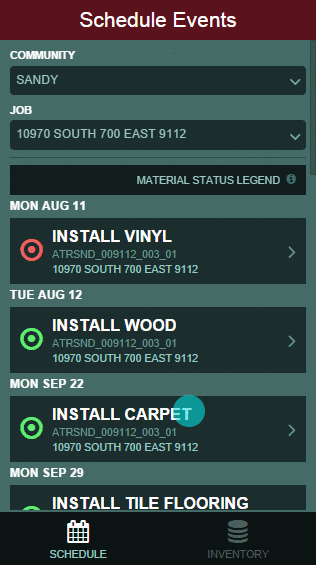 Schedule Events
COMMUNITY
SANDY
JOB
10970 SOUTH 700 EAST 9112
MATERIAL STATUS LEGEND
MON AUG 11
INSTALL VINYL
ATRSND_009112_003_01
10970 SOUTH 700 EAST 9112
TUE AUG 12
INSTALL WOOD
ATRSND_009112_003_01
10970 SOUTH 700 EAST 9112
MON SEP 22
INSTALL CARPET
ATRSND_009112_003_01
10970 SOUTH 700 EAST 9112
MON SEP 29
INSTALL TILE FLOORING
SCHEDULE
INVENTORY